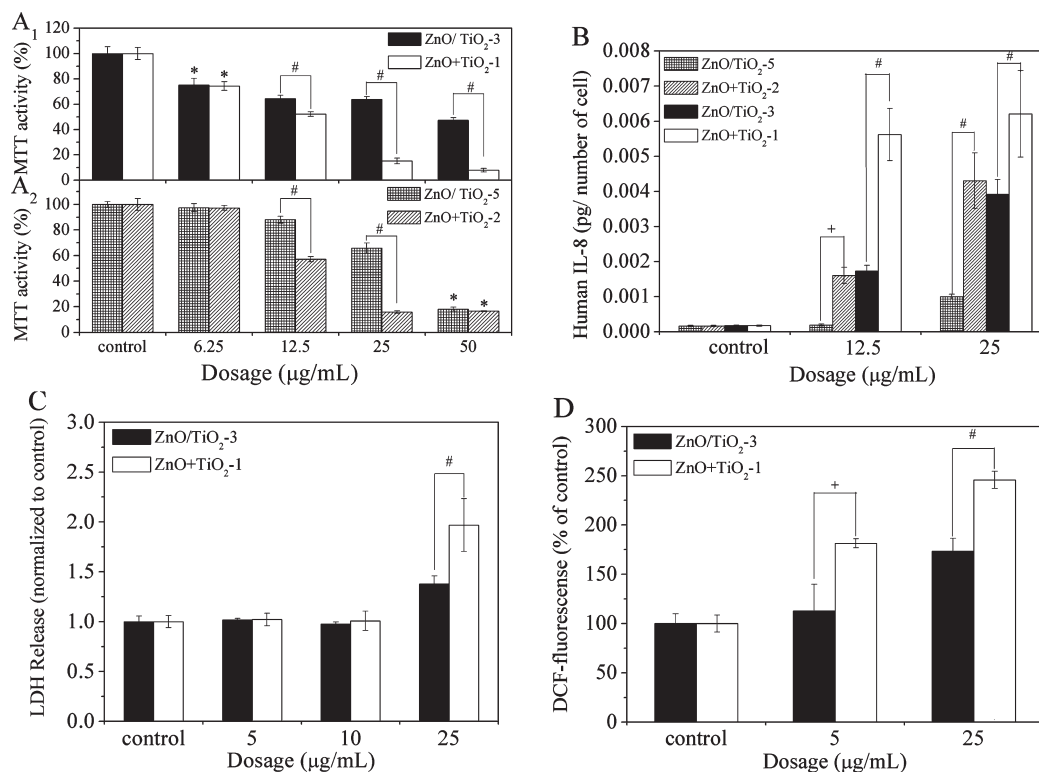 A1
ZnO/ TiO2-3
ZnO+TiO2-1
MTT activity (%)
120
100
80
60
40
20
0
* * # # #
A2
ZnO/ TiO2-5
ZnO+TiO2-2
MTT activity (%)
100
80
60
40
20
0
# # * *
control 6.25 12.5 25 50
Dosage (μg/mL)
B
ZnO/TiO2-5
ZnO+TiO2-2
ZnO/TiO2-3
ZnO+TiO2-1
Human IL-8 (pg/ number of cell)
0.008
0.007
0.006
0.005
0.004
0.003
0.002
0.001
0.000
+ # # #
control 12.5 25
Dosage (μg/mL)
C
ZnO/TiO2-3
ZnO+TiO2-1
LDH Release (normalized to control)
3.0
2.5
2.0
1.5
1.0
0.5
0.0
#
control 5 10 25
Dosage (μg/mL)
D
ZnO/TiO2-3
ZnO+TiO2-1
DCF-fluorescense (% of control)
300
250
200
150
100
50
0
+ #
control 5 25
Dosage (μg/mL)